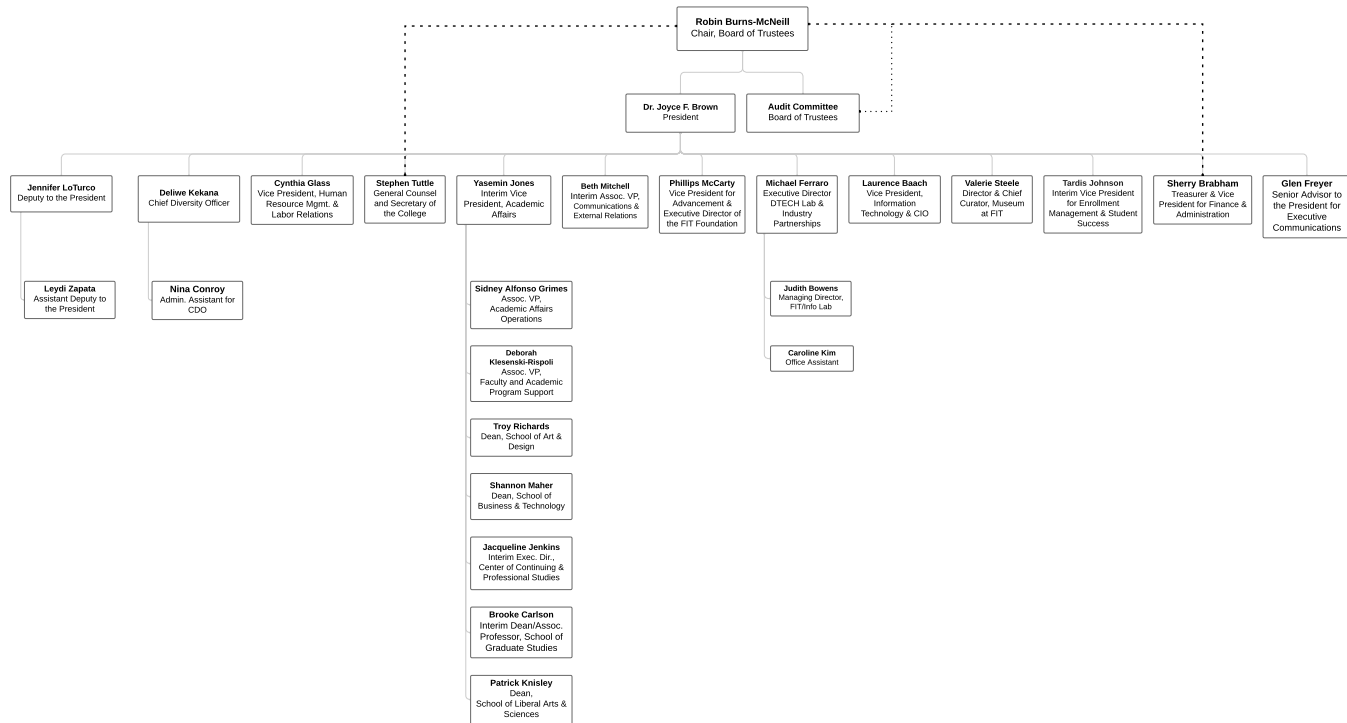 Robin Burns-McNeill
Chair, Board of Trustees
Dr. Joyce F. Brown
President
Audit Committee
Board of Trustees
Jennifer LoTurco
Deputy to the President
Deliwe Kekana
Chief Diversity Officer
Cynthia Glass
Vice President, Human
Resource Mgmt. &
Labor Relations
Stephen Tuttle
General Counsel
and Secretary of
the College
Yasemin Jones
Interim Vice
President, Academic
Affairs
Beth Mitchell
Interim Assoc. VP,
Communications &
External Relations
Phillips McCarty
Vice President for
Advancement &
Executive Director of
the FIT Foundation
Michael Ferraro
Executive Director
DTECH Lab &
Industry
Partnerships
Laurence Baach
Vice President,
Information
Technology & CIO
Valerie Steele
Director & Chief
Curator, Museum
at FIT
Tardis Johnson
Interim Vice President
for Enrollment
Management & Student
Success
Sherry Brabham
Treasurer & Vice
President for Finance &
Administration
Glen Freyer
Senior Advisor to
the President for
Executive
Communications
Leydi Zapata
Assistant Deputy to
the President
Nina Conroy
Admin. Assistant for
CDO
Sidney Alfonso Grimes
Assoc. VP,
Academic Affairs
Operations
Judith Bowens
Managing Director,
FIT/Info Lab
Deborah
Klesenski-Rispoli
Assoc. VP,
Faculty and Academic
Program Support
Caroline Kim
Office Assistant
Troy Richards
Dean, School of Art &
Design
Shannon Maher
Dean, School of
Business & Technology
Jacqueline Jenkins
Interim Exec. Dir.,
Center of Continuing &
Professional Studies
Brooke Carlson
Interim Dean/Assoc.
Professor, School of
Graduate Studies
Patrick Knisley
Dean,
School of Liberal Arts &
Sciences